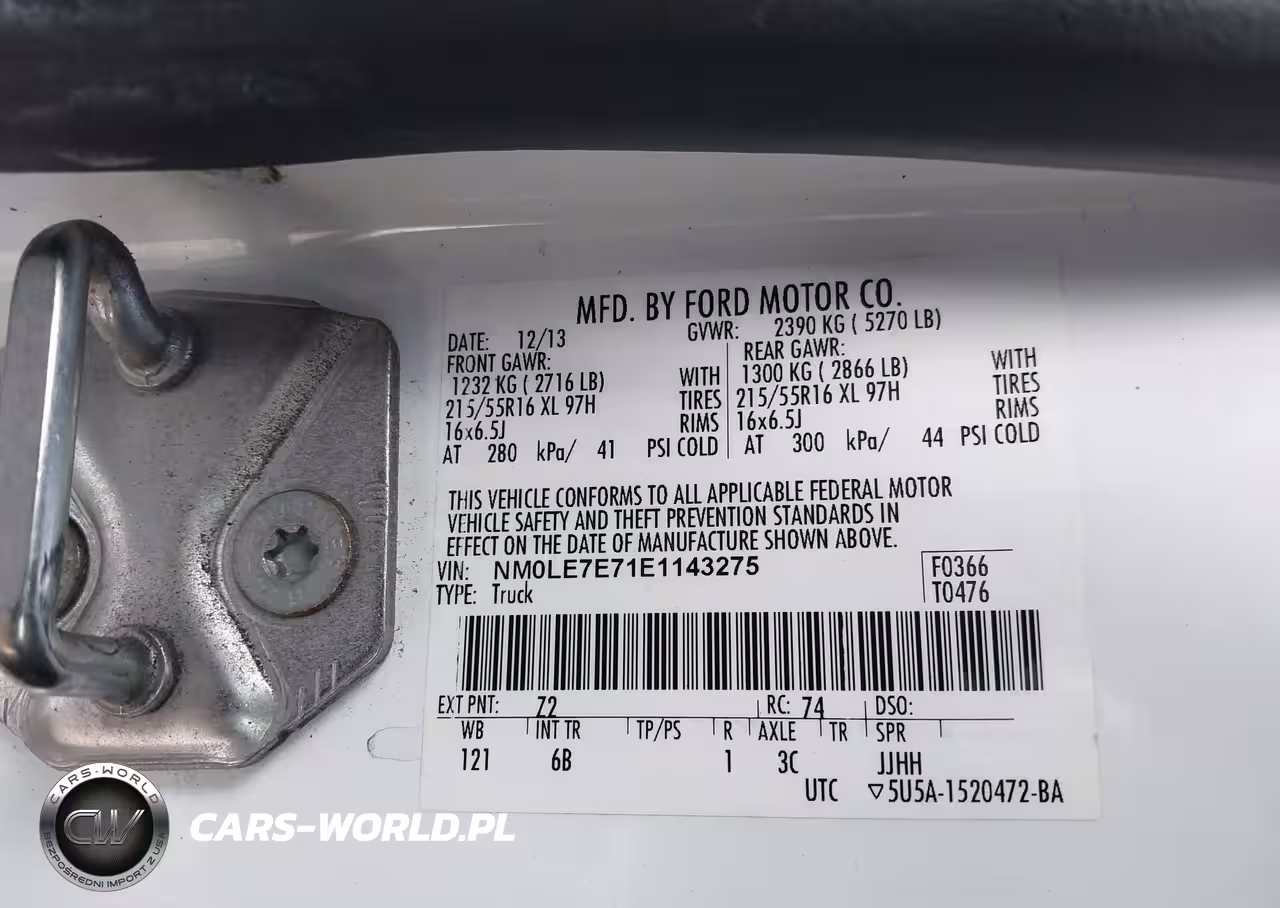 MFD. BY FORD MOTOR CO.
DATE: 12/13 GVWR: 2390 KG ( 5270 LB)
FRONT GAWR: REAR GAWR:
1232 KG ( 2716 LB) WITH 1300 KG ( 2866 LB) WITH
215/55R16 XL 97H TIRES 215/55R16 XL 97H TIRES
16x6.5J RIMS 16x6.5J RIMS
AT 280 kPa/ 41 PSI COLD AT 300 kPa/ 44 PSI COLD
THIS VEHICLE CONFORMS TO ALL APPLICABLE FEDERAL MOTOR
VEHICLE SAFETY AND THEFT PREVENTION STANDARDS IN
EFFECT ON THE DATE OF MANUFACTURE SHOWN ABOVE.
VIN: NM0LE7E71E1143275 F0366
TYPE: Truck T0476
EXT PNT: Z2 RC: 74 DSO:
WB INT TR TP/PS R AXLE TR SPR
121 6B 1 3C JJHH
UTC ▽5U5A-1520472-BA
CARS-WORLD
CW
BEZPOŚREDNI IMPORT Z USA
CARS-WORLD.PL